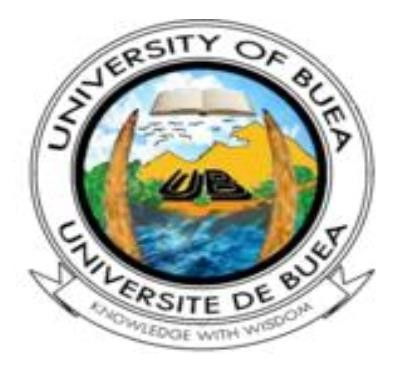 UNIVERSITY OF BUEA
UB
UNIVERSITE DE BUEA
KNOWLEDGE WITH WISDOM